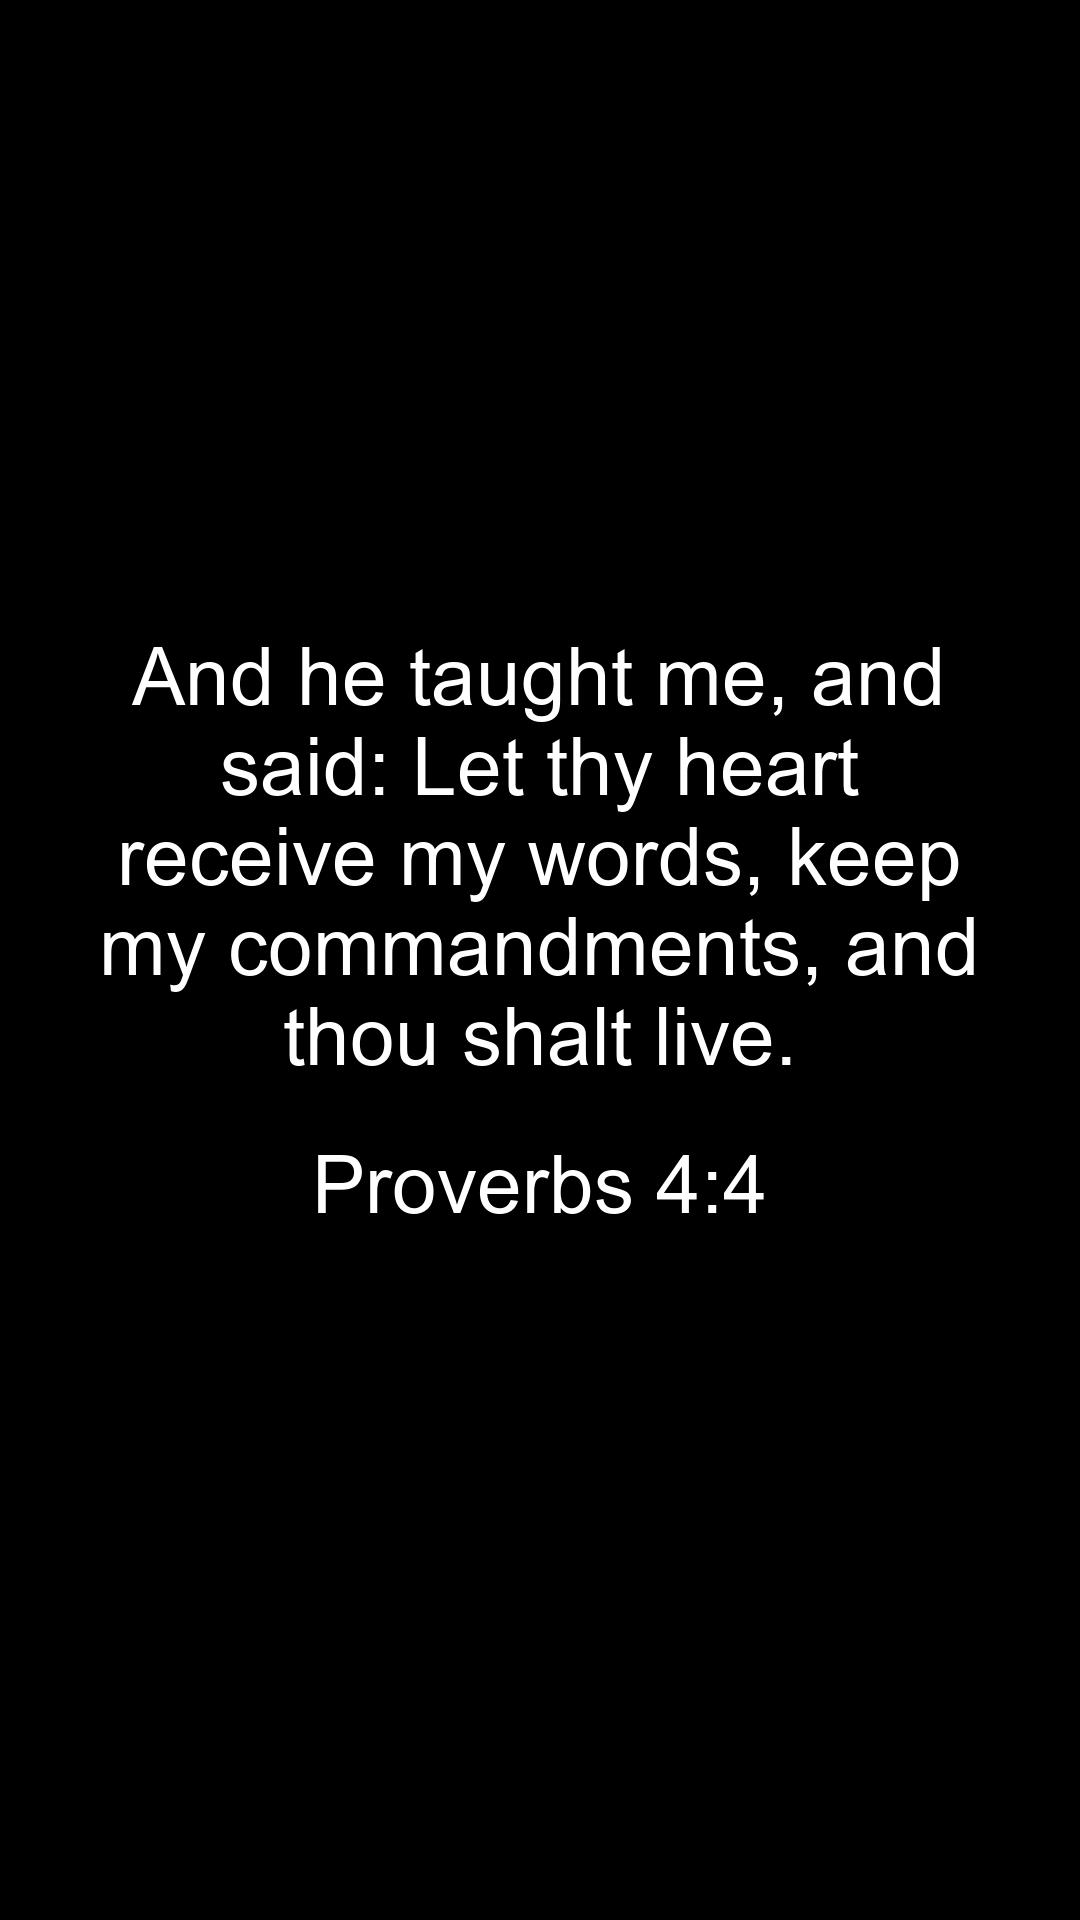 And he taught me, and
said: Let thy heart
receive my words, keep
my commandments, and
thou shalt live.
Proverbs 4:4